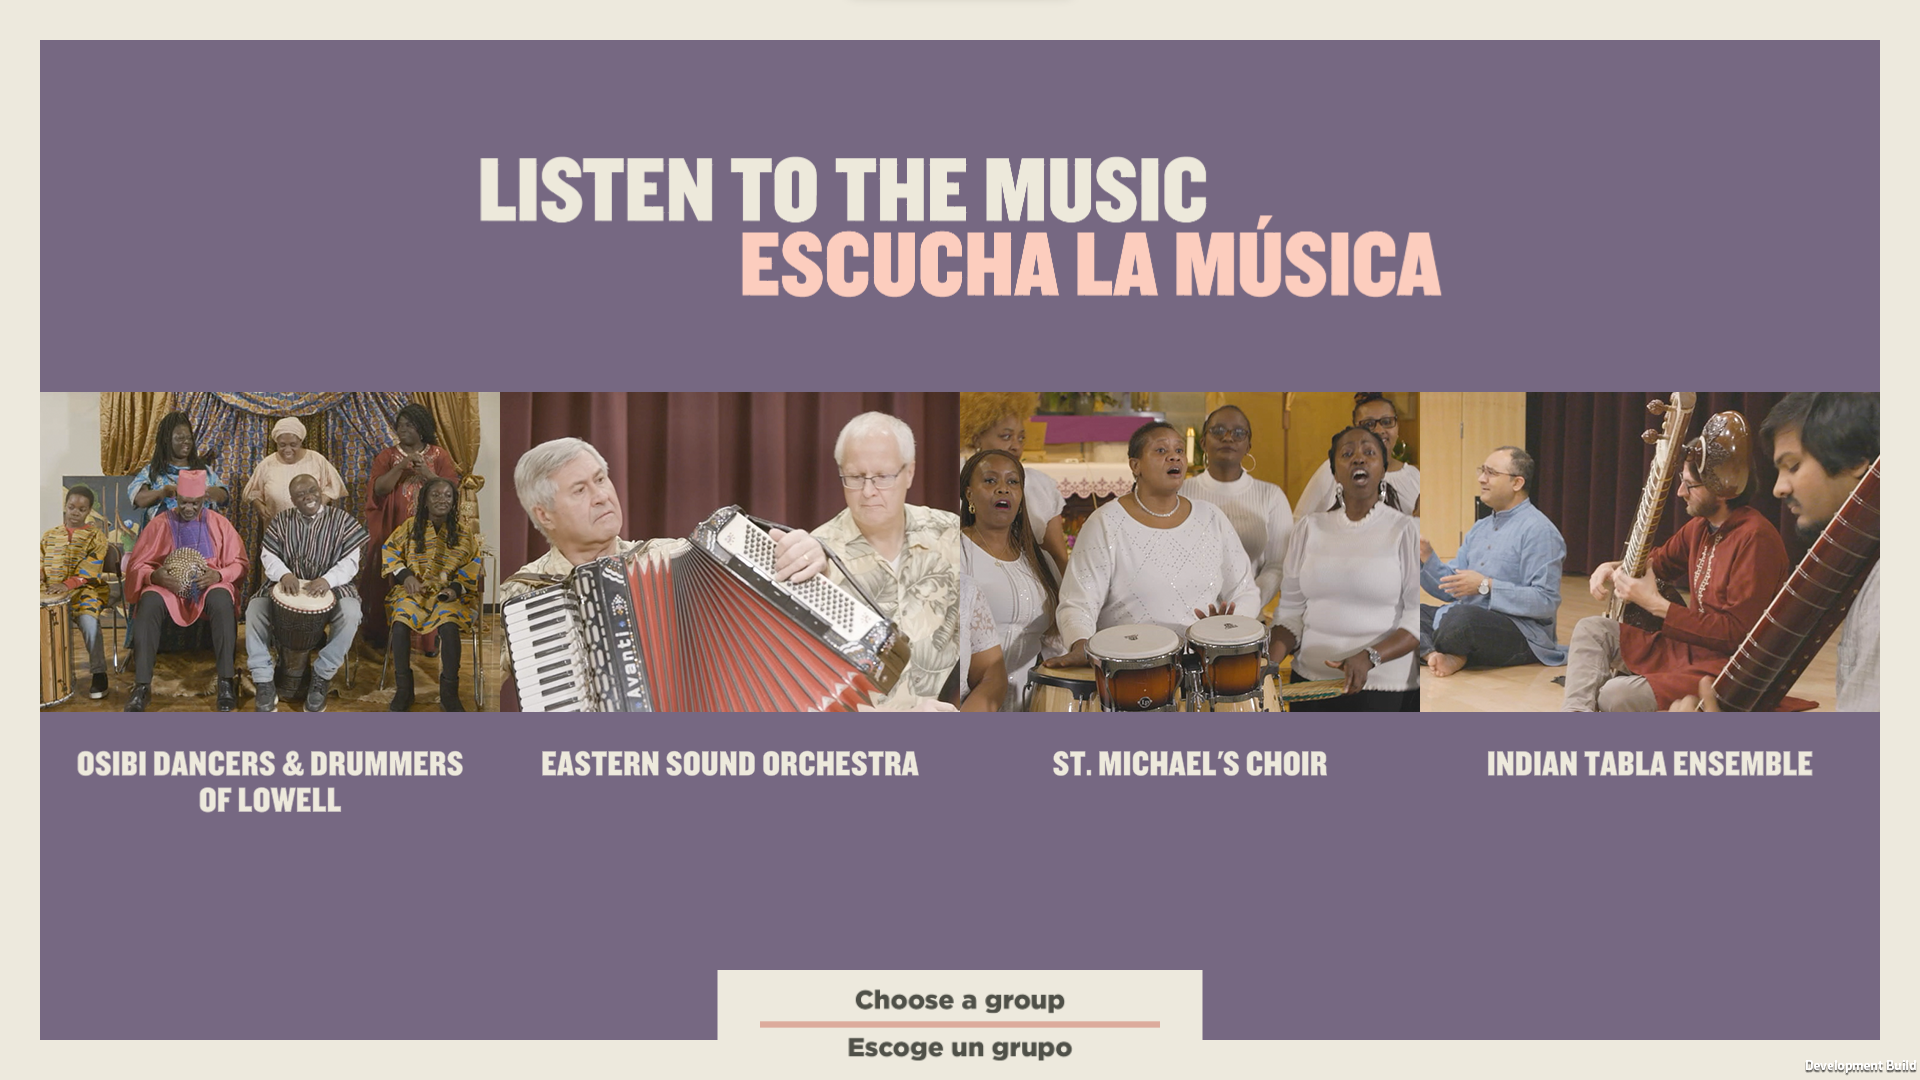 LISTEN TO THE MUSIC
ESCUCHA LA MÚSICA
Avanti
OSIBI DANCERS & DRUMMERS
OF LOWELL
EASTERN SOUND ORCHESTRA
ST. MICHAEL'S CHOIR
INDIAN TABLA ENSEMBLE
Choose a group
Escoge un grupo
Development Build